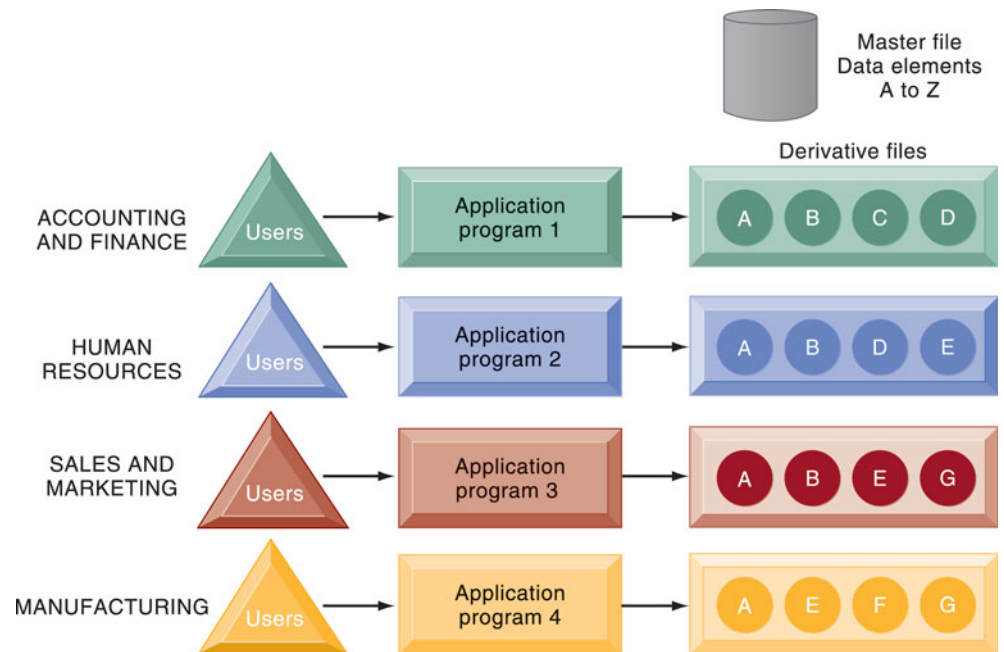 Master file
Data elements
A to Z
Derivative files
ACCOUNTING
AND FINANCE
Users
Application
program 1
A B C D
HUMAN
RESOURCES
Users
Application
program 2
A B D E
SALES AND
MARKETING
Users
Application
program 3
A B E G
MANUFACTURING
Users
Application
program 4
A E F G